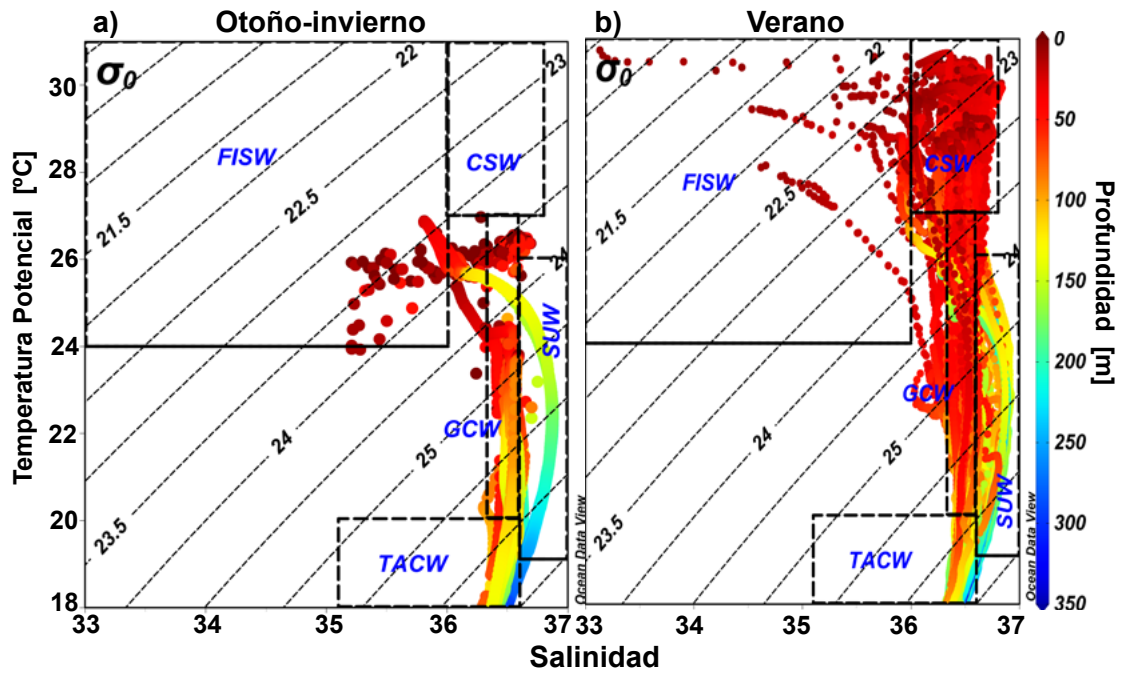 a) Otoño-invierno
b) Verano
σ0
22
23
FISW
CSW
22.5
21.5
24
SUW
24
GCW
25
23.5
TACW
Ocean Data View
σ0
22
23
FISW
CSW
22.5
21.5
24
GCW
24
25
SUW
23.5
TACW
Ocean Data View
30
28
26
24
22
20
18
33
34
35
36
37
33
34
35
36
37
Temperatura Potencial [ºC]
Salinidad
0
50
100
150
200
250
300
350
Profundidad [m]